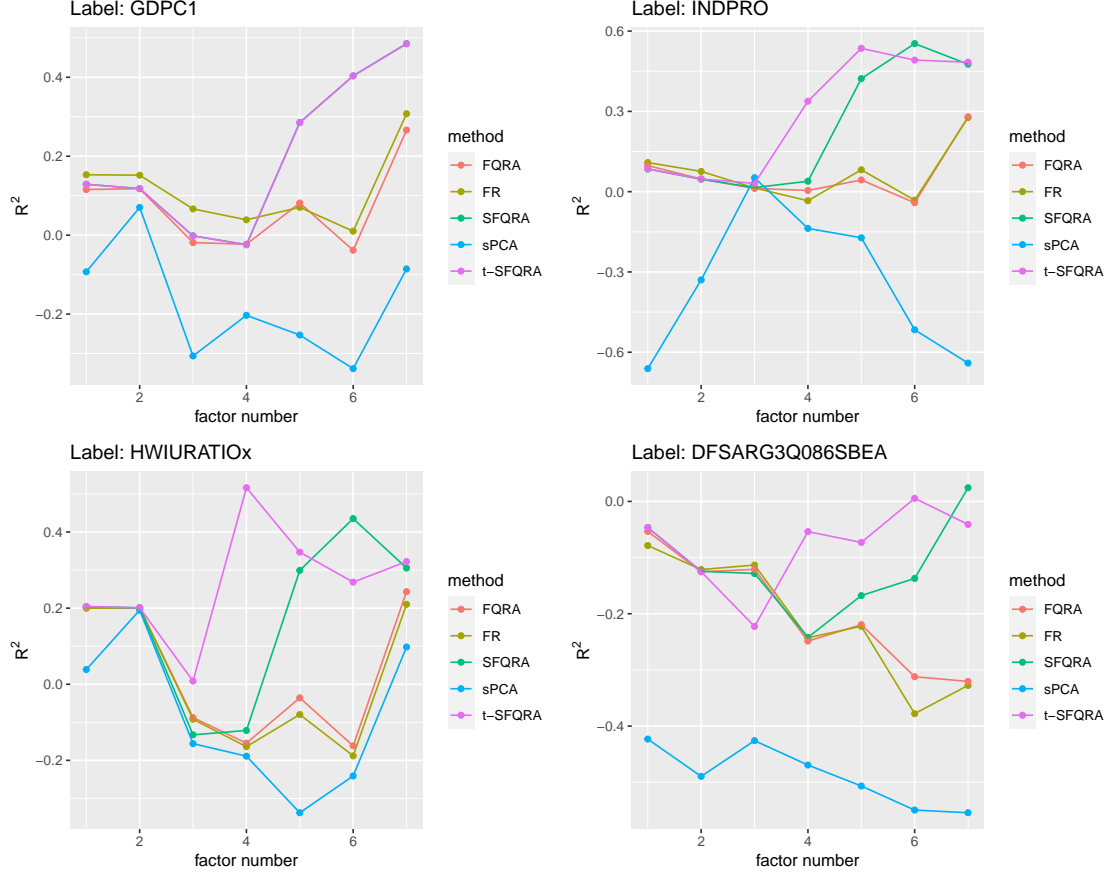 Label: GDPC1
0.4
0.2
0.0
−0.2
R²
2
4
6
factor number
method
FQRA
FR
SFQRA
sPCA
t−SFQRA
Label: INDPRO
0.6
0.3
0.0
−0.3
−0.6
R²
2
4
6
factor number
method
FQRA
FR
SFQRA
sPCA
t−SFQRA
Label: HWIURATIOx
0.4
0.2
0.0
−0.2
R²
2
4
6
factor number
method
FQRA
FR
SFQRA
sPCA
t−SFQRA
Label: DFSARG3Q086SBEA
0.0
−0.2
−0.4
R²
2
4
6
factor number
method
FQRA
FR
SFQRA
sPCA
t−SFQRA